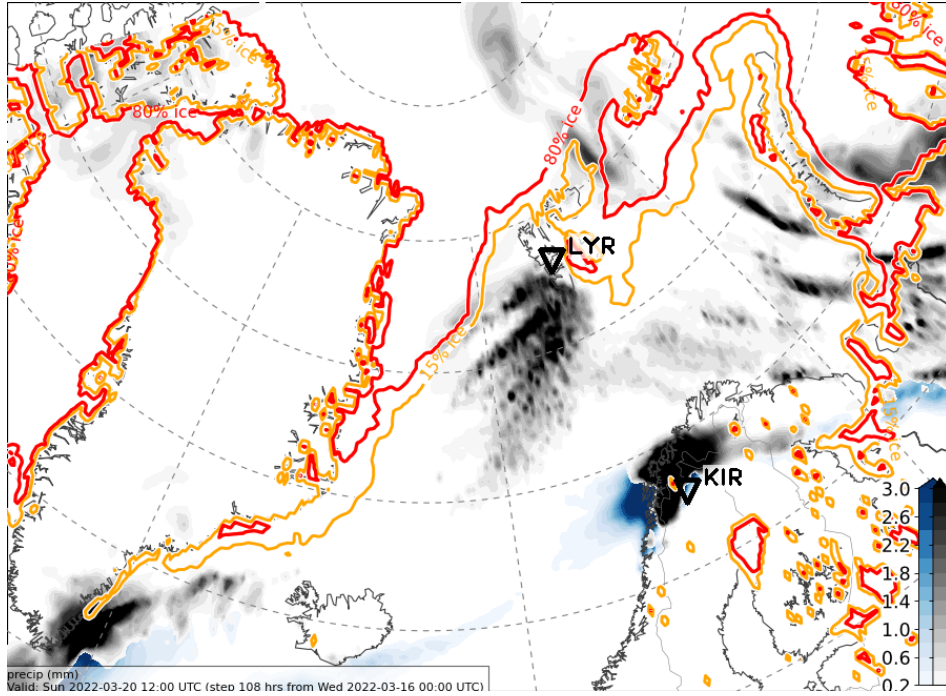 15% ice
80% ice
80% ice
15% ice
80% ice
LYR
15% ice
KIR
15% ice
3.0
2.6
2.2
1.8
1.4
1.0
0.6
0.2
precip (mm)
Valid: Sun 2022-03-20 12:00 UTC (step 108 hrs from Wed 2022-03-16 00:00 UTC)